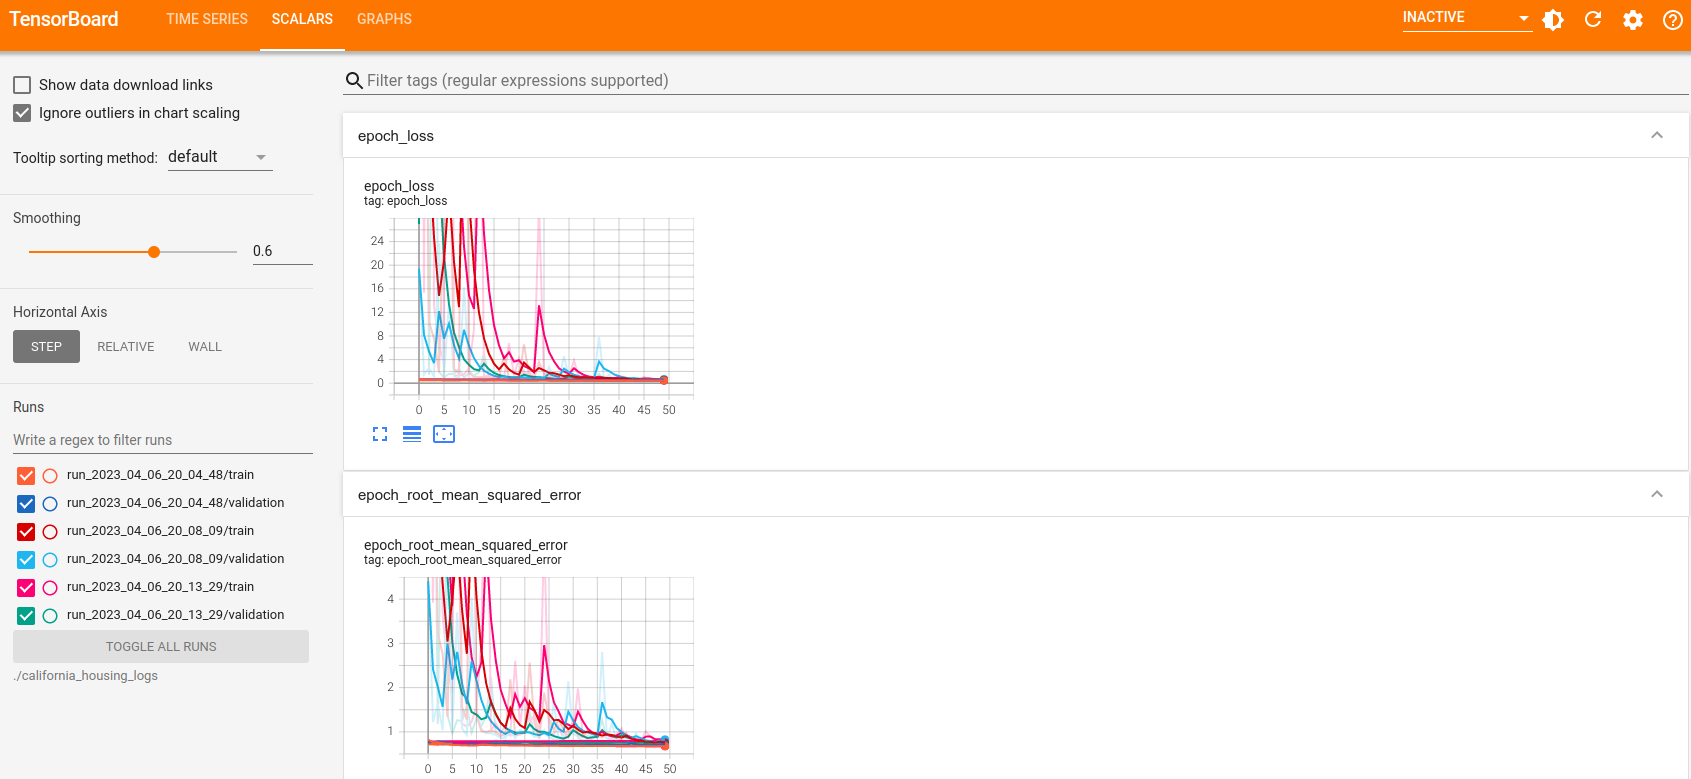 TensorBoard TIME SERIES SCALARS GRAPHS INACTIVE
Show data download links
Ignore outliers in chart scaling
Tooltip sorting method: default
Smoothing
0.6
Horizontal Axis
STEP RELATIVE WALL
Runs
Write a regex to filter runs
run_2023_04_06_20_04_48/train
run_2023_04_06_20_04_48/validation
run_2023_04_06_20_08_09/train
run_2023_04_06_20_08_09/validation
run_2023_04_06_20_13_29/train
run_2023_04_06_20_13_29/validation
TOGGLE ALL RUNS
./california_housing_logs
Filter tags (regular expressions supported)
epoch_loss
epoch_loss
tag: epoch_loss
24
20
16
12
8
4
0
0 5 10 15 20 25 30 35 40 45 50
epoch_root_mean_squared_error
epoch_root_mean_squared_error
tag: epoch_root_mean_squared_error
4
3
2
1
0 5 10 15 20 25 30 35 40 45 50